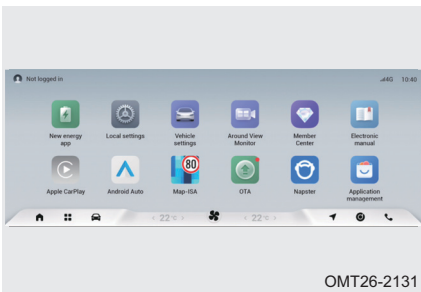 Not logged in
4G 10:40
New energy
app
Local settings
Vehicle
settings
Around View
Monitor
Member
Center
Electronic
manual
80
Apple CarPlay
Android Auto
Map-ISA
OTA
Napster
Application
management
‹ 22°c ›
‹ 22°c ›
OMT26-2131